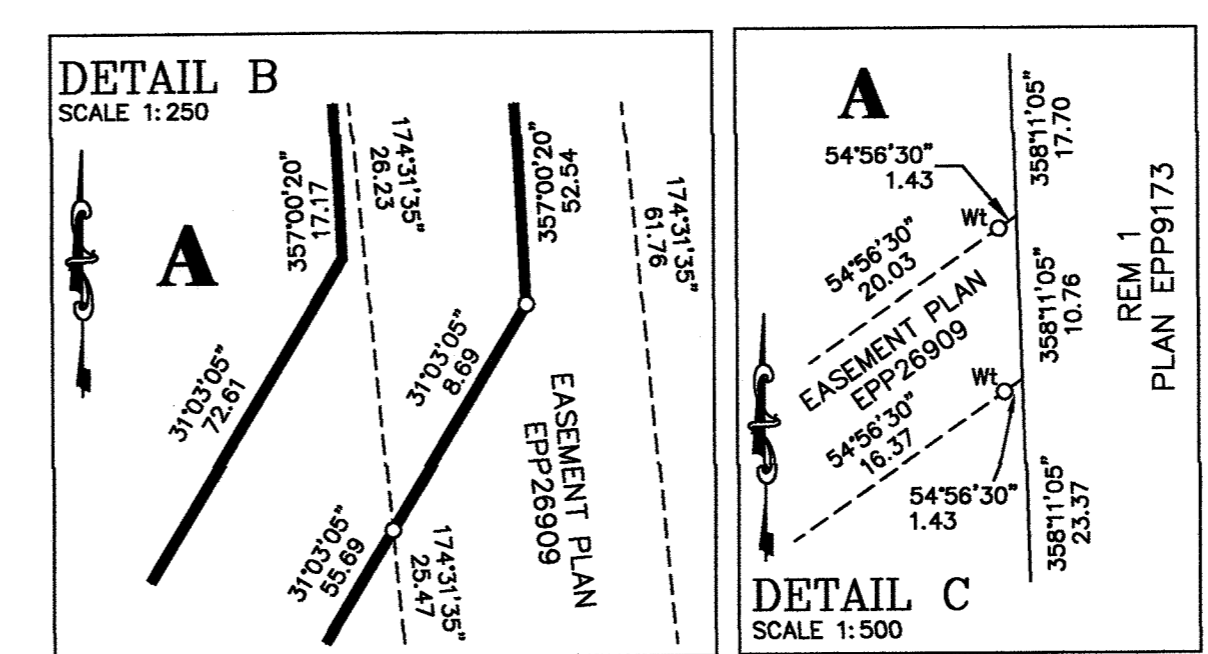 DETAIL B
SCALE 1:250
A
357°00'20"
17.17
174°31'35"
26.23
357°00'20"
52.54
174°31'35"
61.76
31°03'05"
72.61
31°03'05"
8.69
31°03'05"
55.69
174°31'35"
25.47
EASEMENT PLAN
EPP26909
A
54°56'30"
1.43
Wt
358°11'05"
17.70
54°56'30"
20.03
EASEMENT PLAN
EPP26909
358°11'05"
10.76
REM 1
PLAN EPP9173
Wt
54°56'30"
16.37
54°56'30"
1.43
358°11'05"
23.37
DETAIL C
SCALE 1:500